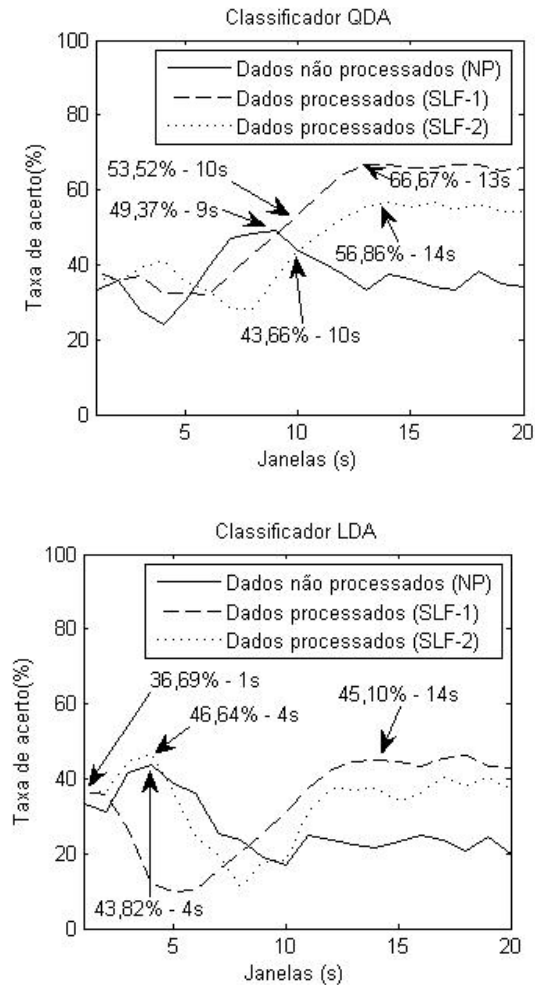 Classificador QDA
100
80
60
40
20
0
Taxa de acerto(%)
Dados não processados (NP)
Dados processados (SLF-1)
Dados processados (SLF-2)
53,52% - 10s
49,37% - 9s
66,67% - 13s
56,86% - 14s
43,66% - 10s
5 10 15 20
Janelas (s)
Classificador LDA
100
80
60
40
20
0
Taxa de acerto(%)
Dados não processados (NP)
Dados processados (SLF-1)
Dados processados (SLF-2)
36,69% - 1s
46,64% - 4s
45,10% - 14s
43,82% - 4s
5 10 15 20
Janelas (s)